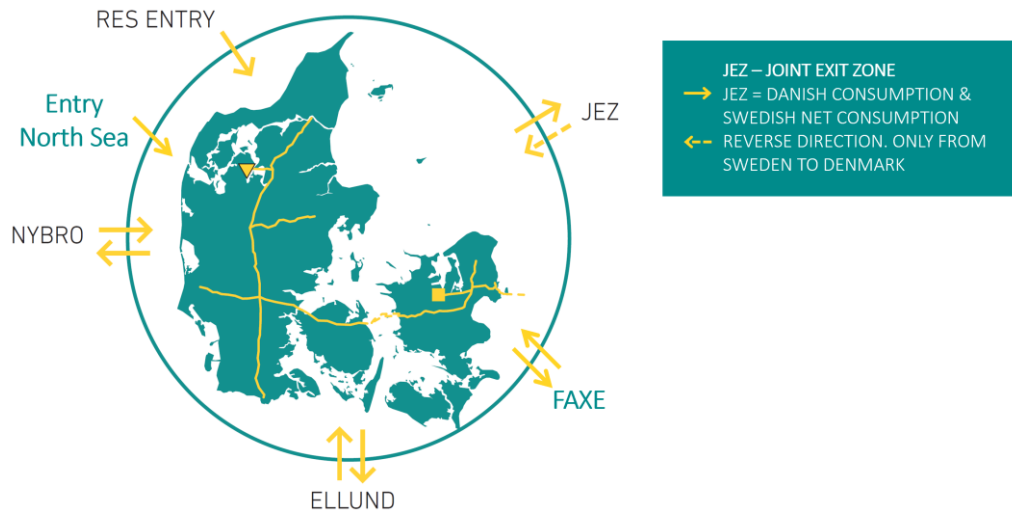 RES ENTRY
Entry
North Sea
NYBRO
ELLUND
FAXE
JEZ
JEZ – JOINT EXIT ZONE
JEZ = DANISH CONSUMPTION &
SWEDISH NET CONSUMPTION
REVERSE DIRECTION. ONLY FROM
SWEDEN TO DENMARK